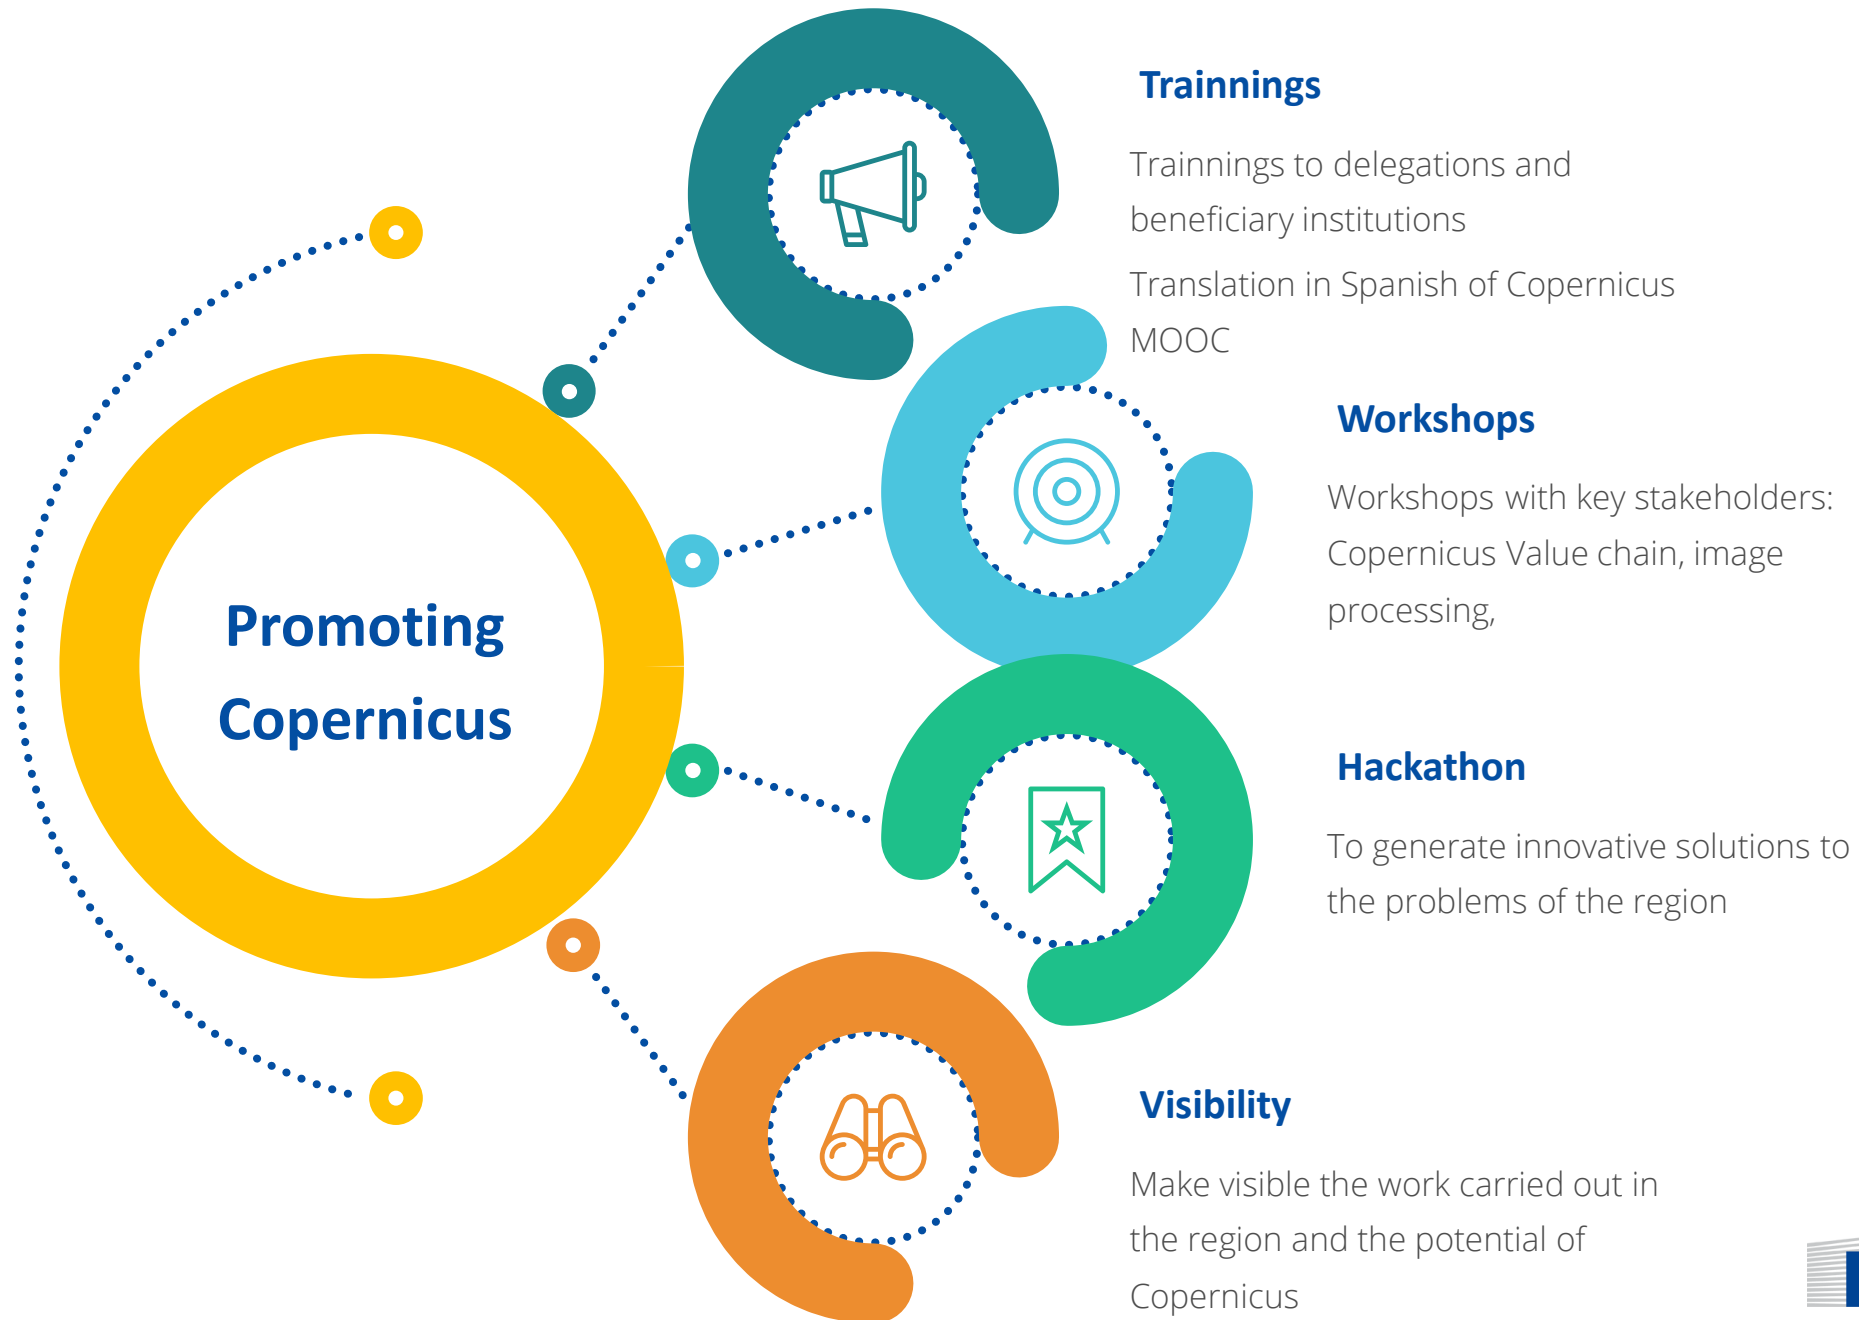 Promoting
Copernicus
Trainnings
Trainnings to delegations and
beneficiary institutions
Translation in Spanish of Copernicus
MOOC
Workshops
Workshops with key stakeholders:
Copernicus Value chain, image
processing,
Hackathon
To generate innovative solutions to
the problems of the region
Visibility
Make visible the work carried out in
the region and the potential of
Copernicus